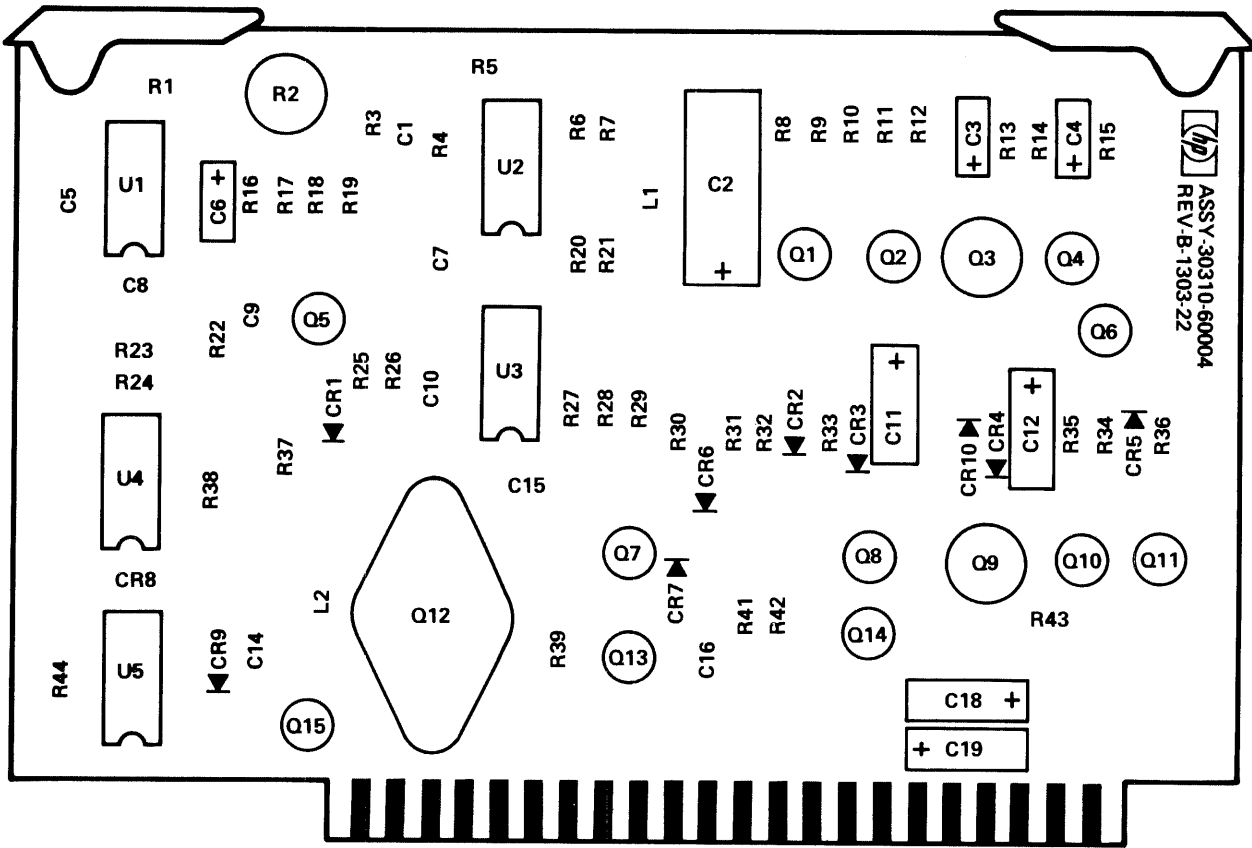 R1
R2
R3
C1
R4
R5
U2
R6
R7
L1
C2
+
R8
R9
R10
R11
R12
C3 +
R13
R14
C4 +
R15
hp
ASSY-30310-60004
REV-B-1303-22
C5
U1
C6 +
R16
R17
R18
R19
C7
R20
R21
Q1
Q2
Q3
Q4
C8
C9
Q5
Q6
R22
R23
R24
CR1
R25
R26
C10
U3
R27
R28
R29
R30
CR6
R31
R32
CR2
R33
CR3
C11 +
CR10
CR4
C12 +
R35
R34
CR5
R36
U4
R38
R37
C15
Q7
CR7
Q8
Q9
Q10
Q11
CR8
L2
Q12
R41
R42
Q14
R43
R44
U5
CR9
C14
R39
Q13
C16
Q15
C18 +
+ C19